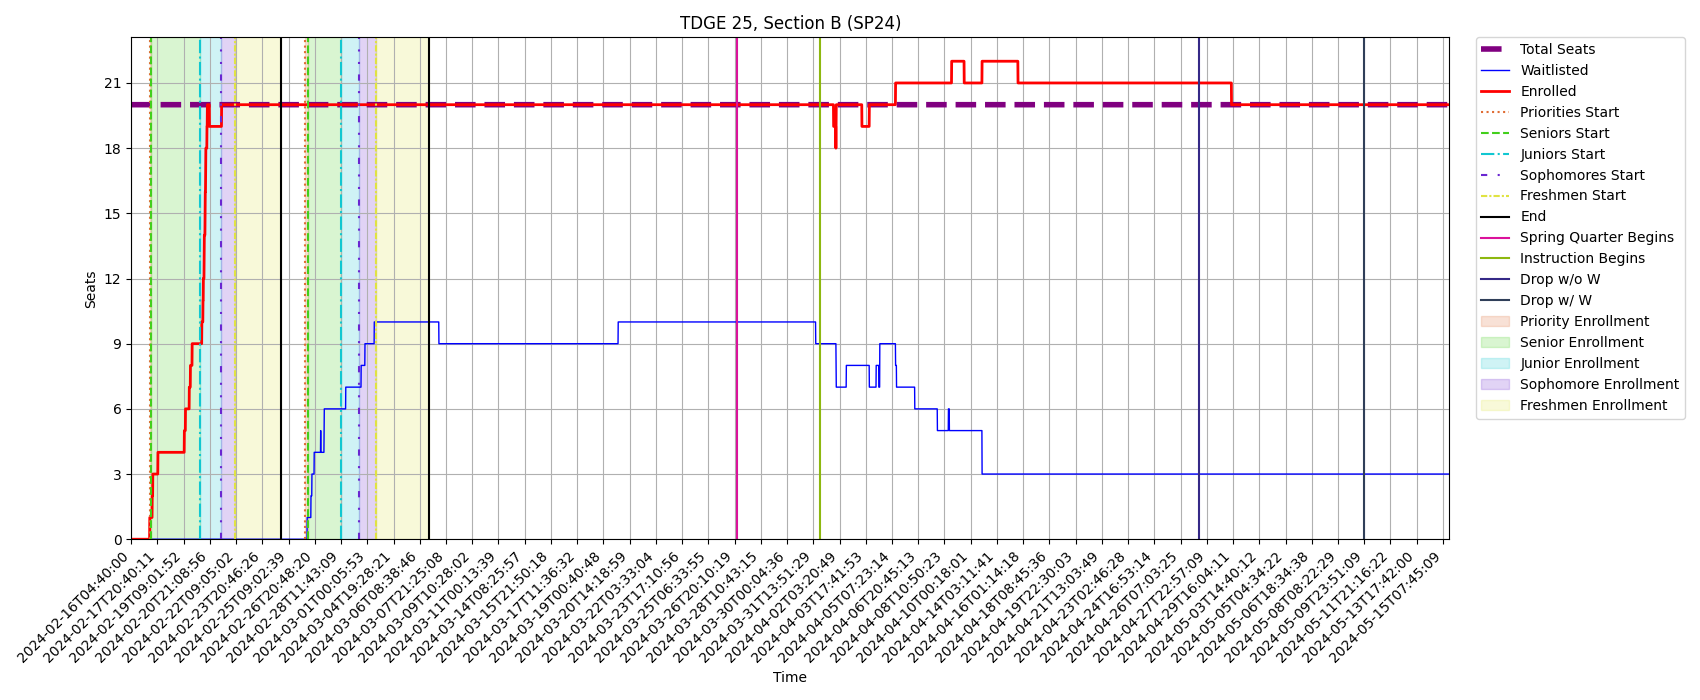 TDGE 25, Section B (SP24)
Seats
21
18
15
12
9
6
3
0
2024-02-16T04:40:00
2024-02-17T20:40:11
2024-02-19T09:01:52
2024-02-20T21:08:56
2024-02-22T09:05:02
2024-02-23T20:46:26
2024-02-25T09:02:39
2024-02-26T20:48:20
2024-02-28T11:43:09
2024-03-01T00:05:53
2024-03-04T19:28:21
2024-03-06T08:38:46
2024-03-07T21:25:08
2024-03-09T10:28:02
2024-03-11T00:13:39
2024-03-14T08:25:57
2024-03-15T21:50:18
2024-03-17T11:36:32
2024-03-19T00:40:48
2024-03-20T14:18:59
2024-03-22T03:33:04
2024-03-23T17:10:56
2024-03-25T06:33:55
2024-03-26T20:10:19
2024-03-28T10:43:15
2024-03-30T00:04:36
2024-03-31T13:51:29
2024-04-02T03:20:49
2024-04-03T17:41:53
2024-04-05T07:23:14
2024-04-06T20:45:13
2024-04-08T10:50:23
2024-04-10T00:18:01
2024-04-14T03:11:41
2024-04-16T01:14:18
2024-04-18T08:45:36
2024-04-19T22:30:03
2024-04-21T13:03:49
2024-04-23T02:46:28
2024-04-24T16:53:14
2024-04-26T07:03:25
2024-04-27T22:57:09
2024-04-29T16:04:11
2024-05-03T14:40:12
2024-05-05T04:34:22
2024-05-06T18:34:38
2024-05-08T08:22:29
2024-05-09T23:51:09
2024-05-11T21:16:22
2024-05-13T17:42:00
2024-05-15T07:45:09
Time
Total Seats
Waitlisted
Enrolled
Priorities Start
Seniors Start
Juniors Start
Sophomores Start
Freshmen Start
End
Spring Quarter Begins
Instruction Begins
Drop w/o W
Drop w/ W
Priority Enrollment
Senior Enrollment
Junior Enrollment
Sophomore Enrollment
Freshmen Enrollment